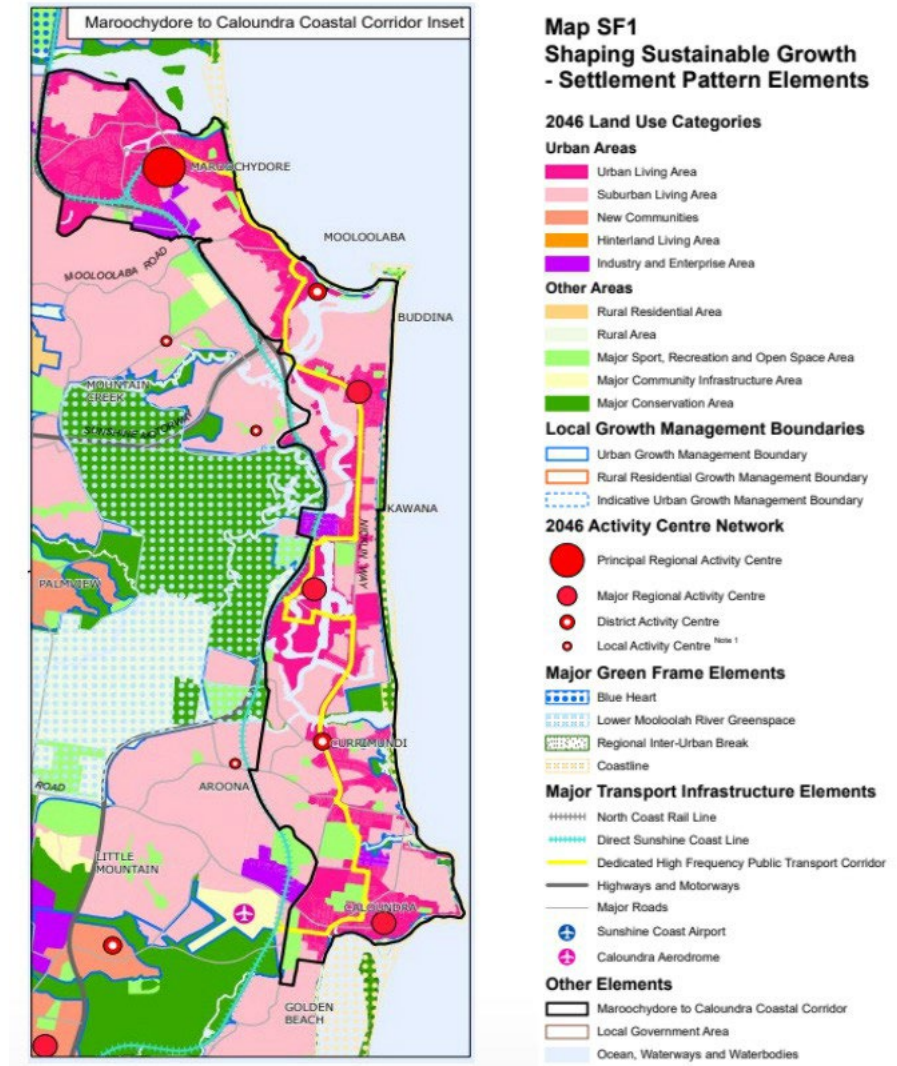 Maroochydore to Caloundra Coastal Corridor Inset
MAROOCHYDORE
MOOLOOLABA
MOOLOOLABA ROAD
BUDDINA
MOUNTAIN
CREEK
SUNSHINE MOTORWAY
KAWANA
NICKLIN WAY
PALMVIEW
CURRIMUNDI
AROONA
ROAD
LITTLE
MOUNTAIN
CALOUNDRA
GOLDEN
BEACH
Map SF1
Shaping Sustainable Growth
- Settlement Pattern Elements
2046 Land Use Categories
Urban Areas
Urban Living Area
Suburban Living Area
New Communities
Hinterland Living Area
Industry and Enterprise Area
Other Areas
Rural Residential Area
Rural Area
Major Sport, Recreation and Open Space Area
Major Community Infrastructure Area
Major Conservation Area
Local Growth Management Boundaries
Urban Growth Management Boundary
Rural Residential Growth Management Boundary
Indicative Urban Growth Management Boundary
2046 Activity Centre Network
Principal Regional Activity Centre
Major Regional Activity Centre
District Activity Centre
Local Activity Centre Note 1
Major Green Frame Elements
Blue Heart
Lower Mooloolah River Greenspace
Regional Inter-Urban Break
Coastline
Major Transport Infrastructure Elements
North Coast Rail Line
Direct Sunshine Coast Line
Dedicated High Frequency Public Transport Corridor
Highways and Motorways
Major Roads
Sunshine Coast Airport
Caloundra Aerodrome
Other Elements
Maroochydore to Caloundra Coastal Corridor
Local Government Area
Ocean, Waterways and Waterbodies